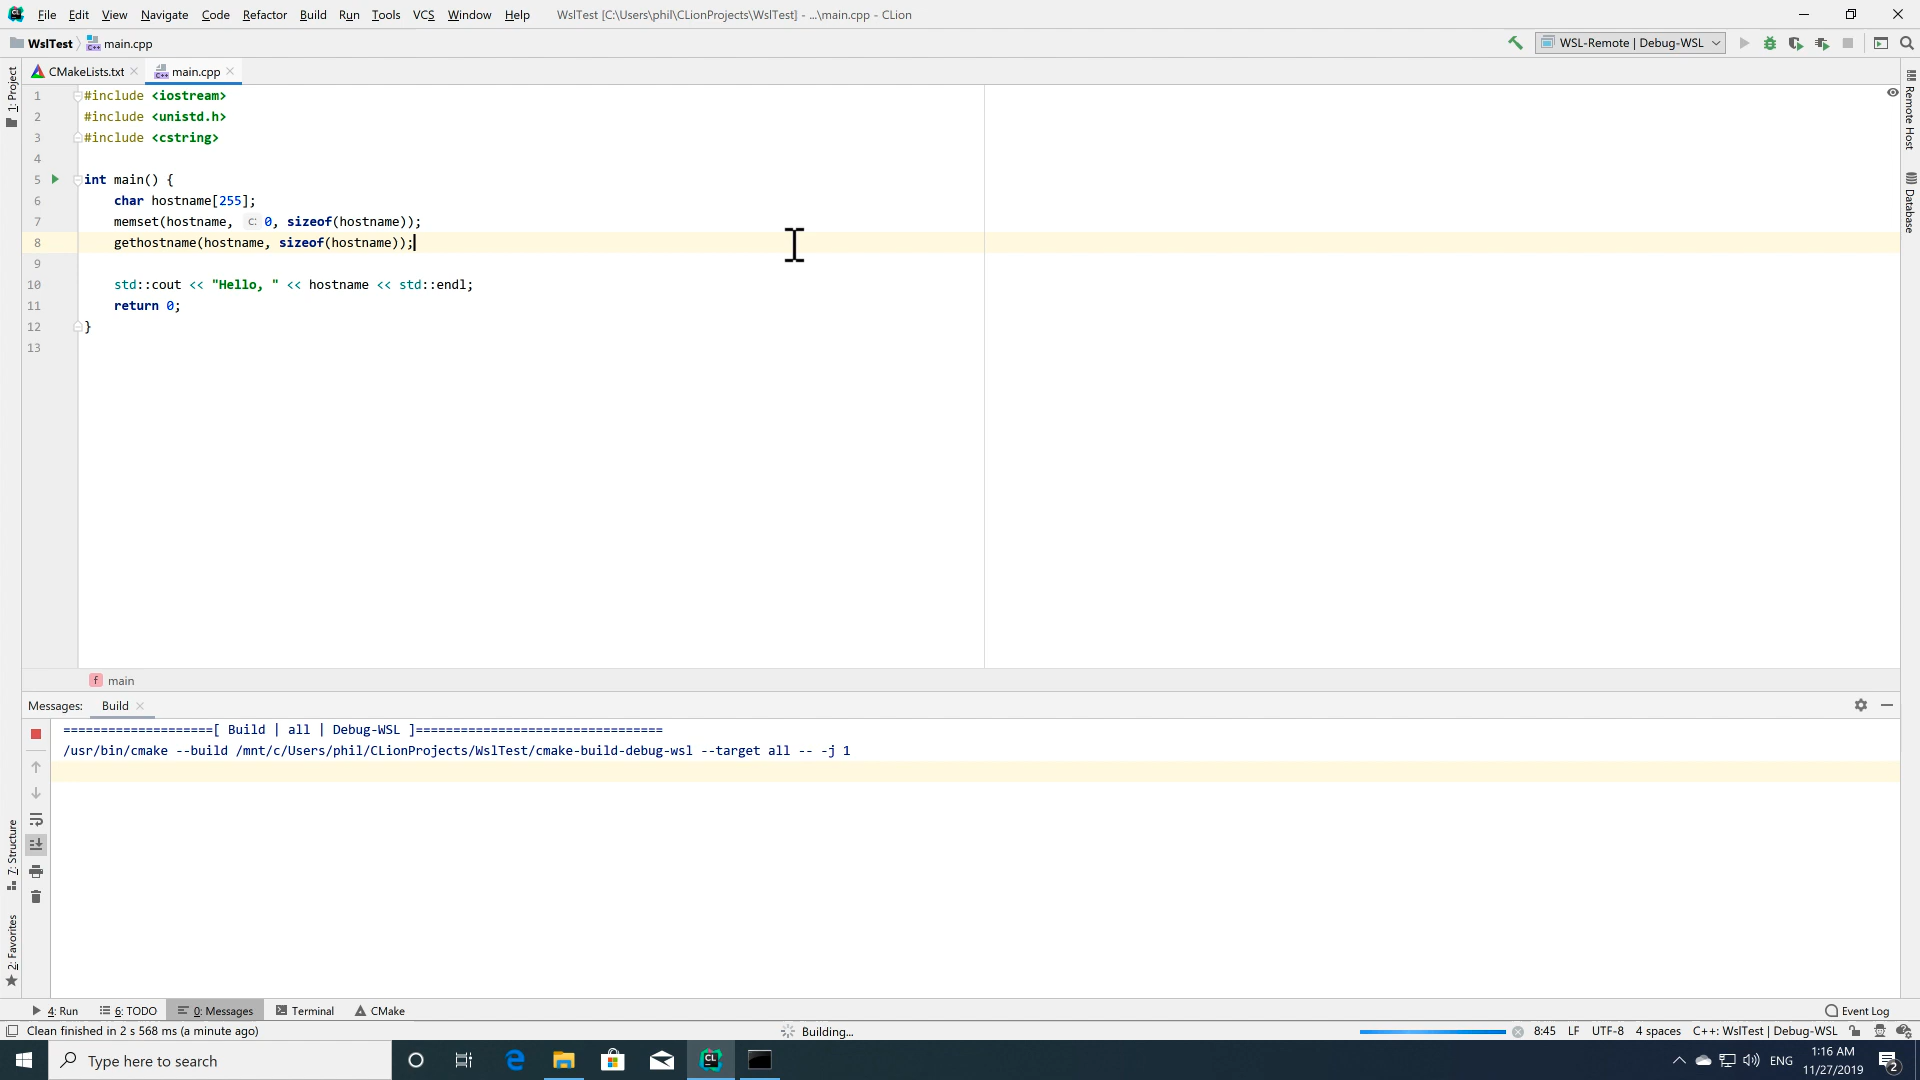 File Edit View Navigate Code Refactor Build Run Tools VCS Window Help WslTest [C:\Users\phil\CLionProjects\WslTest] - ...\main.cpp - CLion
WslTest main.cpp
WSL-Remote | Debug-WSL
1: Project
CMakeLists.txt main.cpp
Remote Host
Database
1 #include <iostream>
2 #include <unistd.h>
3 #include <cstring>
4
5 int main() {
6 char hostname[255];
7 memset(hostname, c: 0, sizeof(hostname));
8 gethostname(hostname, sizeof(hostname));
9
10 std::cout << "Hello, " << hostname << std::endl;
11 return 0;
12 }
13
f main
Messages: Build
====================[ Build | all | Debug-WSL ]=================================
/usr/bin/cmake --build /mnt/c/Users/phil/CLionProjects/WslTest/cmake-build-debug-wsl --target all -- -j 1
7: Structure
2: Favorites
4: Run 6: TODO 0: Messages Terminal CMake Event Log
Clean finished in 2 s 568 ms (a minute ago) Building... 8:45 LF UTF-8 4 spaces C++: WslTest | Debug-WSL
Type here to search
CL
ENG
1:16 AM
11/27/2019
2